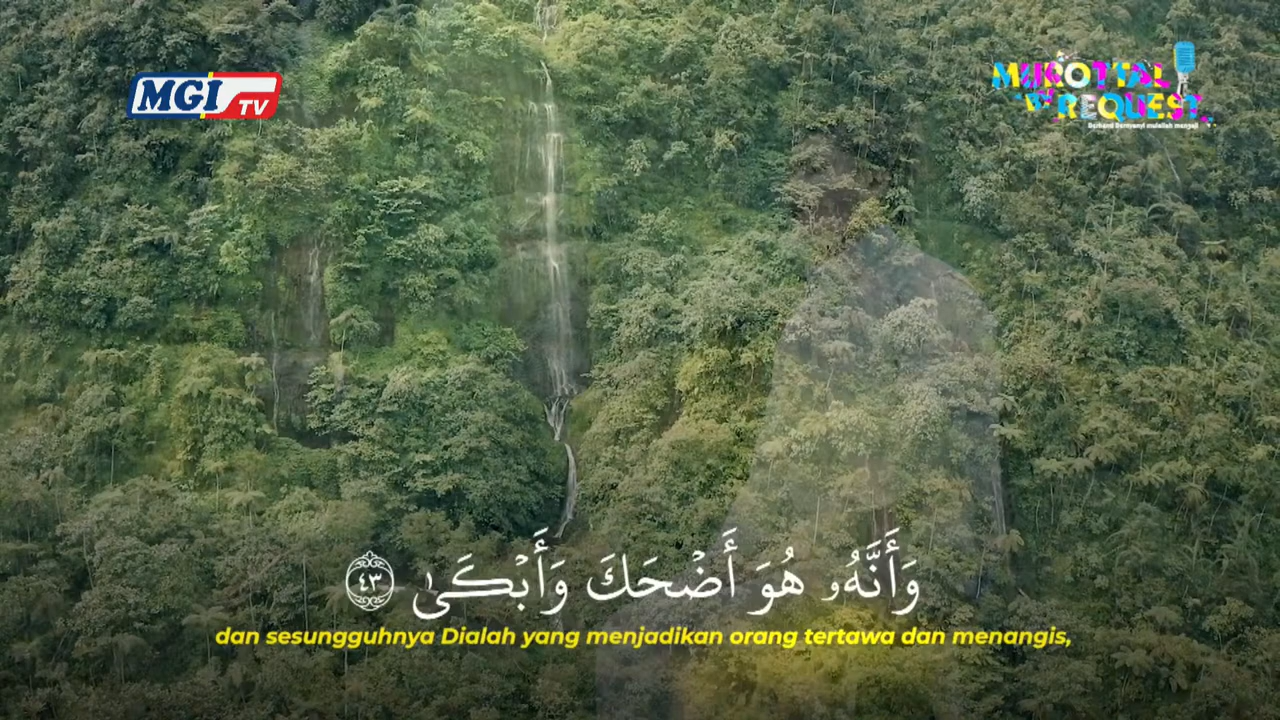 MGI TV
MUROTTAL
REQUEST
وَأَنَّهُۥ هُوَ أَضْحَكَ وَأَبْكَىٰ ٤٣
dan sesungguhnya Dialah yang menjadikan orang tertawa dan menangis,